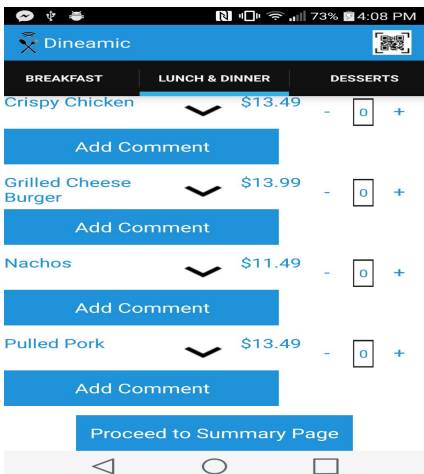 73% 4:08 PM
Dineamic
BREAKFAST LUNCH & DINNER DESSERTS
Crispy Chicken $13.49 - 0 +
Add Comment
Grilled Cheese
Burger $13.99 - 0 +
Add Comment
Nachos $11.49 - 0 +
Add Comment
Pulled Pork $13.49 - 0 +
Add Comment
Proceed to Summary Page